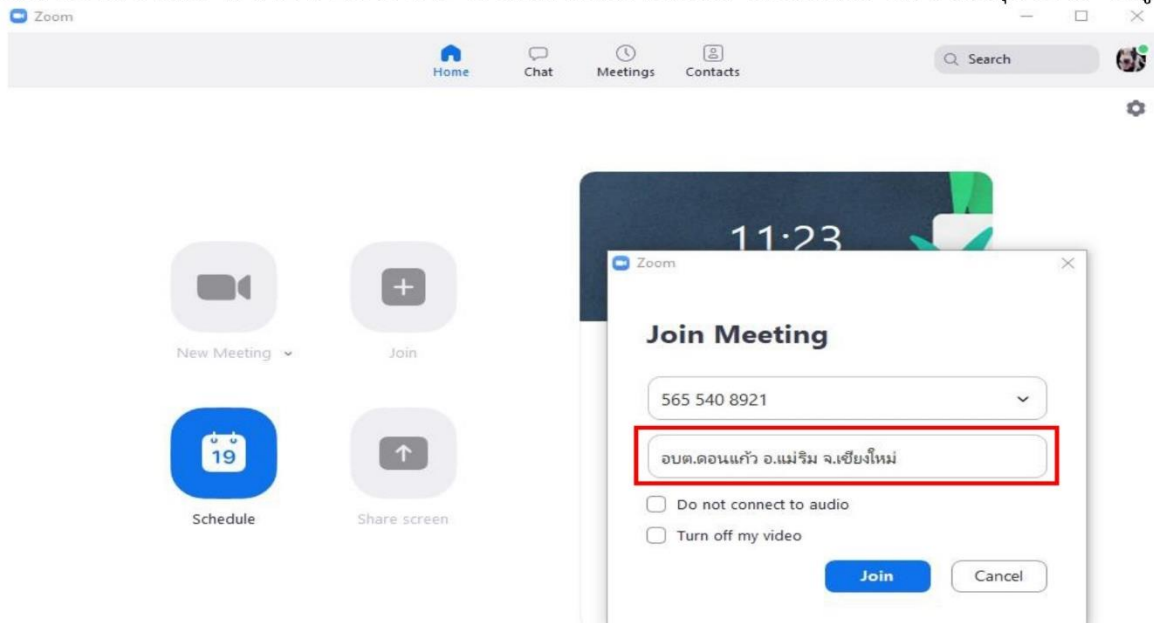 Zoom
Home
Chat
Meetings
Contacts
Search
11:23
Zoom
Join Meeting
New Meeting
Join
565 540 8921
อบต.ดอนแก้ว อ.แม่ริม จ.เชียงใหม่
19
Do not connect to audio
Schedule
Share screen
Turn off my video
Join
Cancel